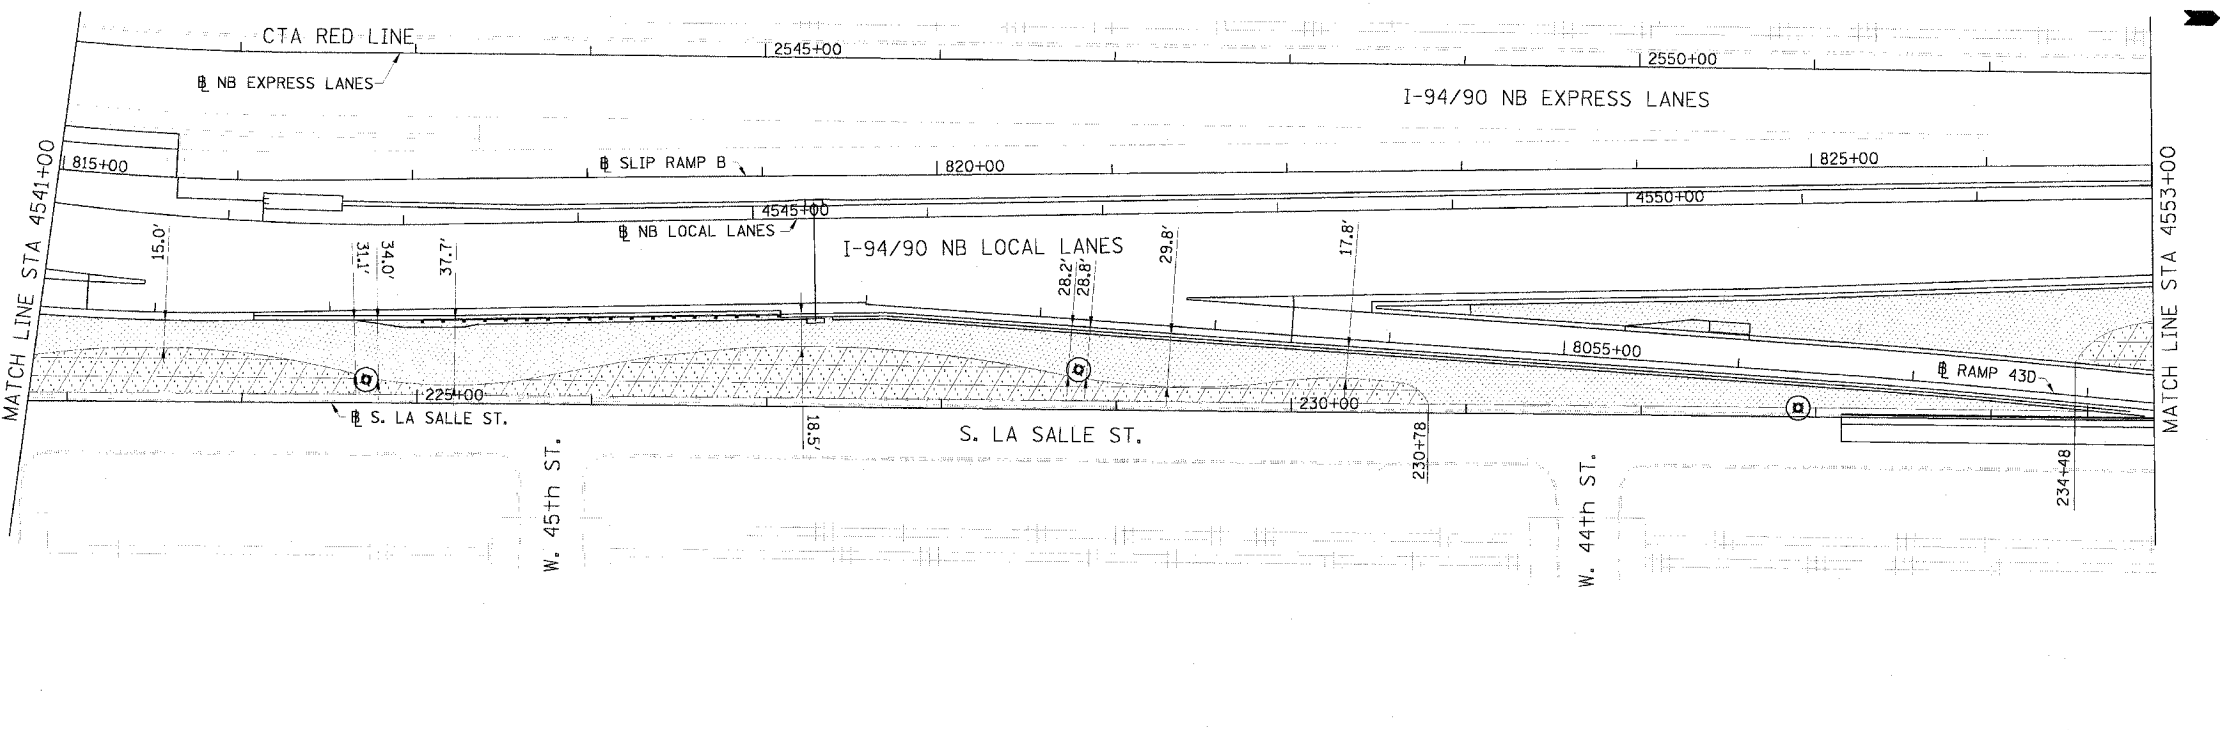 CTA RED LINE
2545+00
2550+00
℄ NB EXPRESS LANES
I-94/90 NB EXPRESS LANES
MATCH LINE STA 4541+00
815+00
℄ SLIP RAMP B
820+00
825+00
4545+00
4550+00
℄ NB LOCAL LANES
I-94/90 NB LOCAL LANES
MATCH LINE STA 4553+00
15.0'
31.1'
34.0'
37.7'
28.2'
28.8'
29.8'
17.8'
8055+00
℄ RAMP 43D
225+00
230+00
℄ S. LA SALLE ST.
18.5'
S. LA SALLE ST.
230+78
234+48
W. 45th ST.
W. 44th ST.